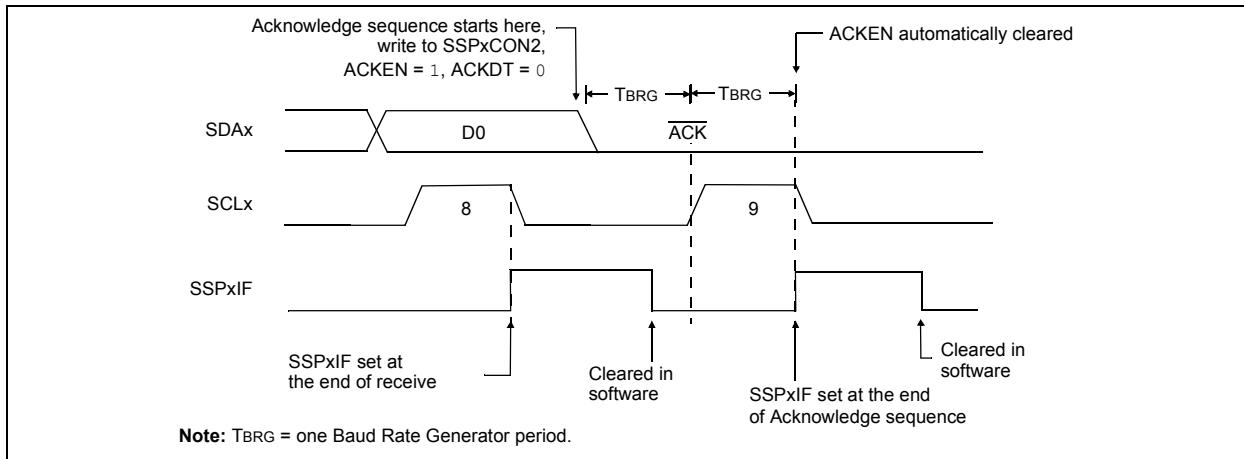 Acknowledge sequence starts here,
write to SSPxCON2,
ACKEN = 1, ACKDT = 0
ACKEN automatically cleared
TBRG
TBRG
SDAx
D0
ACK
SCLx
8
9
SSPxIF
SSPxIF set at
the end of receive
Cleared in
software
SSPxIF set at the end
of Acknowledge sequence
Cleared in
software
Note: TBRG = one Baud Rate Generator period.